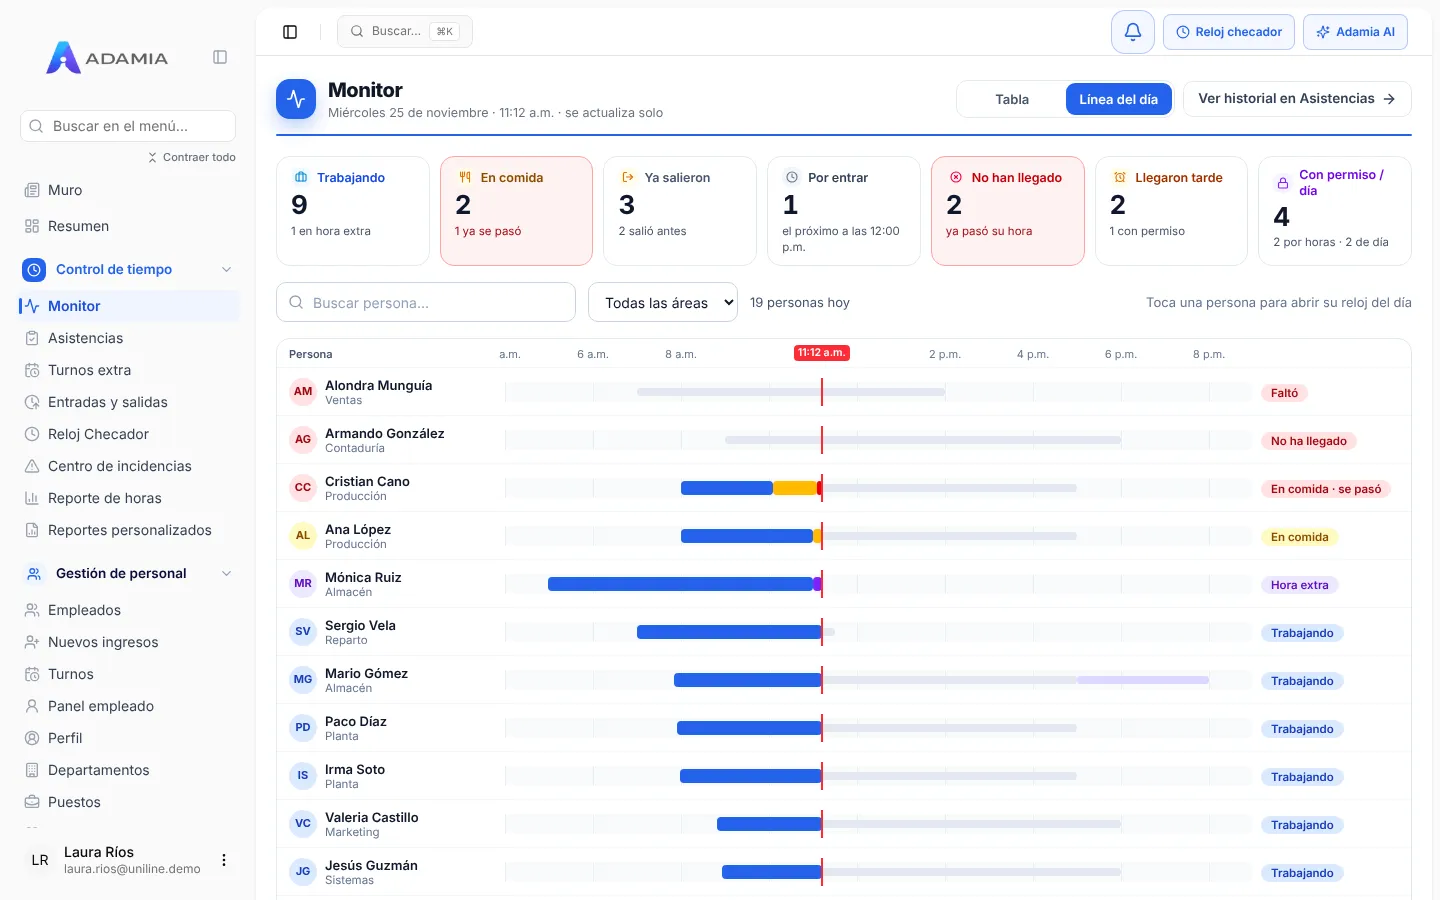 ADAMIA
Buscar en el menú...
Contraer todo
Muro
Resumen
Control de tiempo
Monitor
Asistencias
Turnos extra
Entradas y salidas
Reloj Checador
Centro de incidencias
Reporte de horas
Reportes personalizados
Gestión de personal
Empleados
Nuevos ingresos
Turnos
Panel empleado
Perfil
Departamentos
Puestos
LR
Laura Ríos
laura.rios@uniline.demo
Buscar... ⌘K
Reloj checador
Adamia AI
Monitor
Miércoles 25 de noviembre · 11:12 a.m. · se actualiza solo
Tabla
Línea del día
Ver historial en Asistencias
Trabajando
9
1 en hora extra
En comida
2
1 ya se pasó
Ya salieron
3
2 salió antes
Por entrar
1
el próximo a las 12:00
p.m.
No han llegado
2
ya pasó su hora
Llegaron tarde
2
1 con permiso
Con permiso /
día
4
2 por horas · 2 de día
Buscar persona...
Todas las áreas
19 personas hoy
Toca una persona para abrir su reloj del día
Persona a.m. 6 a.m. 8 a.m. 11:12 a.m. 2 p.m. 4 p.m. 6 p.m. 8 p.m.
AM Alondra Munguía
Ventas
Faltó
AG Armando González
Contaduría
No ha llegado
CC Cristian Cano
Producción
En comida · se pasó
AL Ana López
Producción
En comida
MR Mónica Ruiz
Almacén
Hora extra
SV Sergio Vela
Reparto
Trabajando
MG Mario Gómez
Almacén
Trabajando
PD Paco Díaz
Planta
Trabajando
IS Irma Soto
Planta
Trabajando
VC Valeria Castillo
Marketing
Trabajando
JG Jesús Guzmán
Sistemas
Trabajando